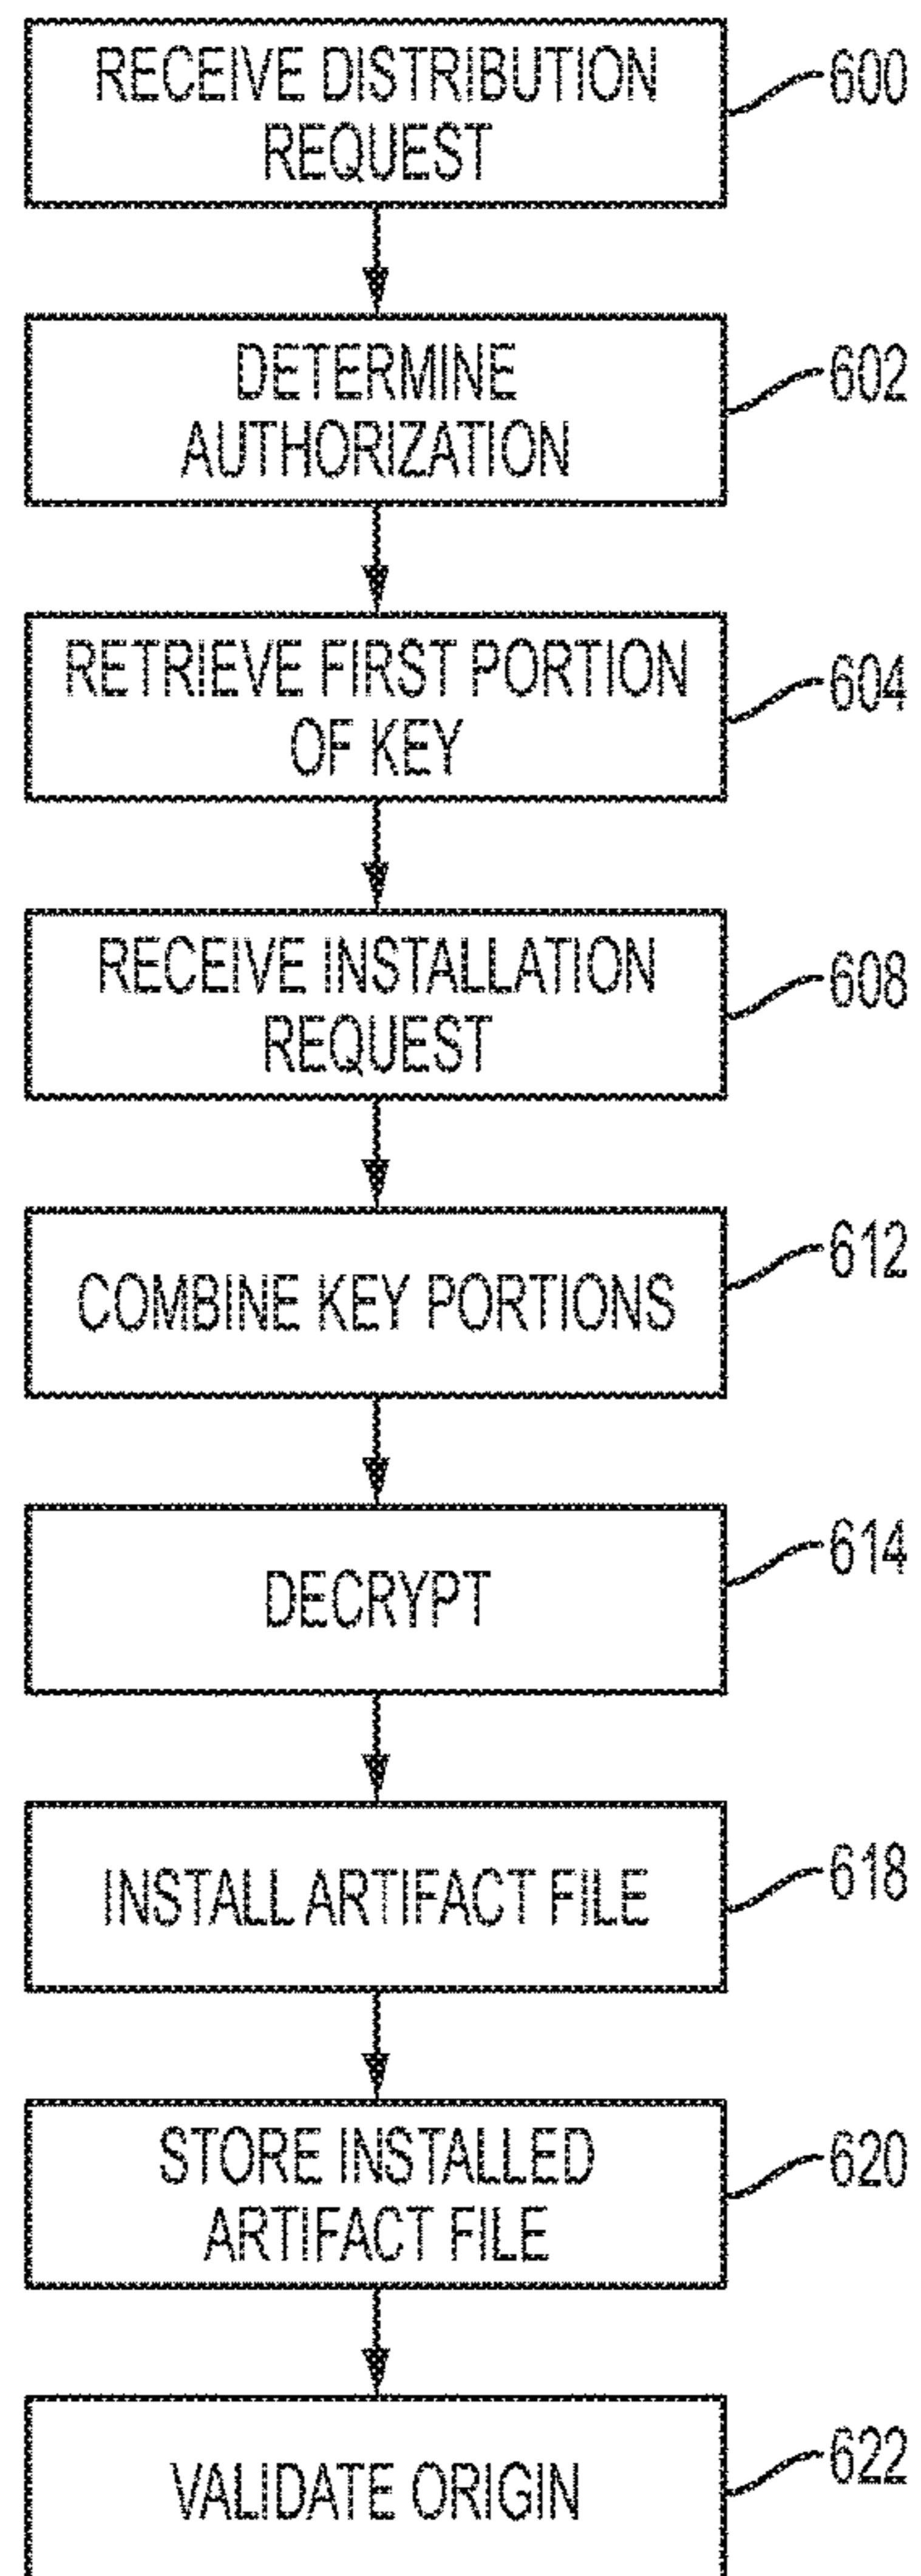 RECEIVE DISTRIBUTION
REQUEST
600
DETERMINE
AUTHORIZATION
602
RETRIEVE FIRST PORTION
OF KEY
604
RECEIVE INSTALLATION
REQUEST
608
COMBINE KEY PORTIONS
612
DECRYPT
614
INSTALL ARTIFACT FILE
618
STORE INSTALLED
ARTIFACT FILE
620
VALIDATE ORIGIN
622